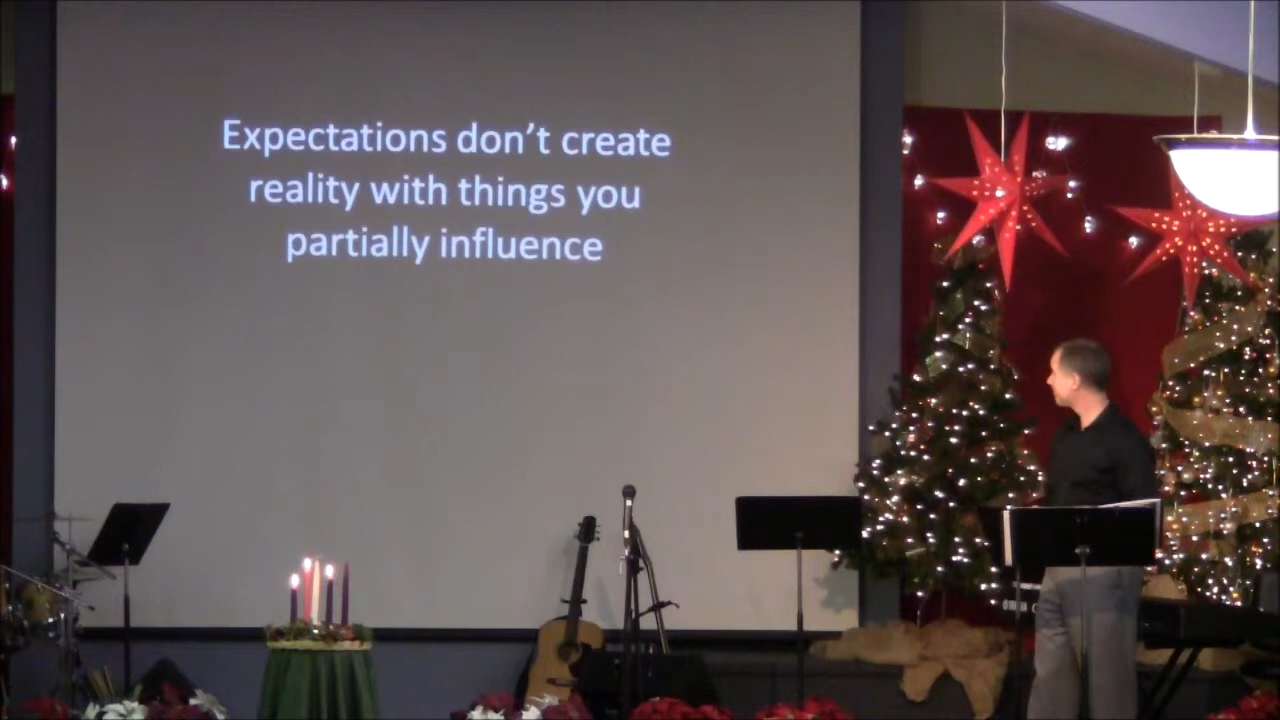 Expectations don’t create
reality with things you
partially influence